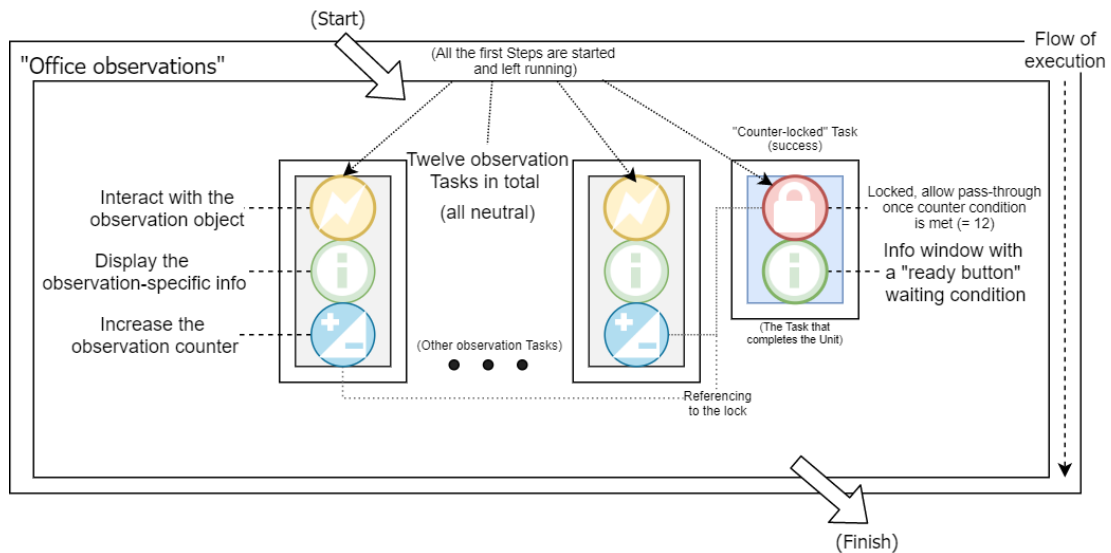 (Start)
Flow of
execution
"Office observations"
(All the first Steps are started
and left running)
"Counter-locked" Task
(success)
Twelve observation
Tasks in total
(all neutral)
Interact with the
observation object
Locked, allow pass-through
once counter condition
is met (= 12)
Display the
observation-specific info
Info window with
a "ready button"
waiting condition
Increase the
observation counter
(The Task that
completes the Unit)
(Other observation Tasks)
Referencing
to the lock
(Finish)